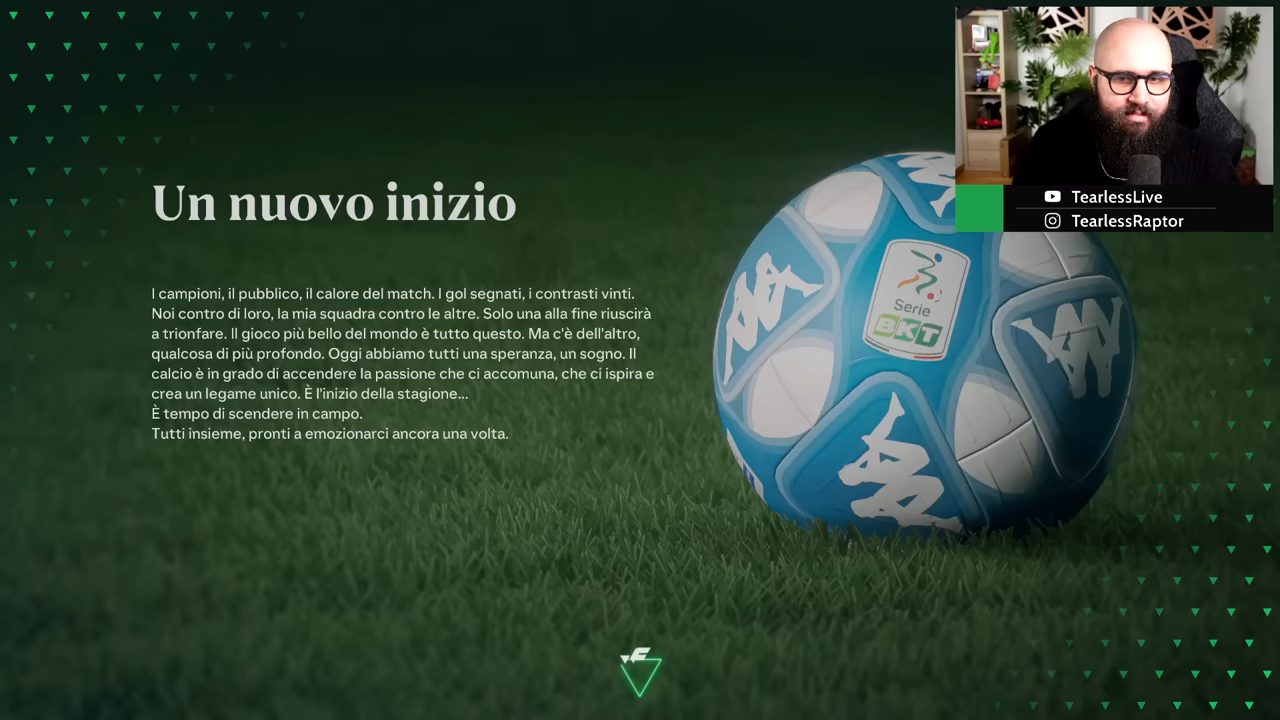 Un nuovo inizio
I campioni, il pubblico, il calore del match. I gol segnati, i contrasti vinti.
Noi contro di loro, la mia squadra contro le altre. Solo una alla fine riuscirà
a trionfare. Il gioco più bello del mondo è tutto questo. Ma c'è dell'altro,
qualcosa di più profondo. Oggi abbiamo tutti una speranza, un sogno. Il
calcio è in grado di accendere la passione che ci accomuna, che ci ispira e
crea un legame unico. È l'inizio della stagione...
È tempo di scendere in campo.
Tutti insieme, pronti a emozionarci ancora una volta.
Serie
BKT
TearlessLive
TearlessRaptor